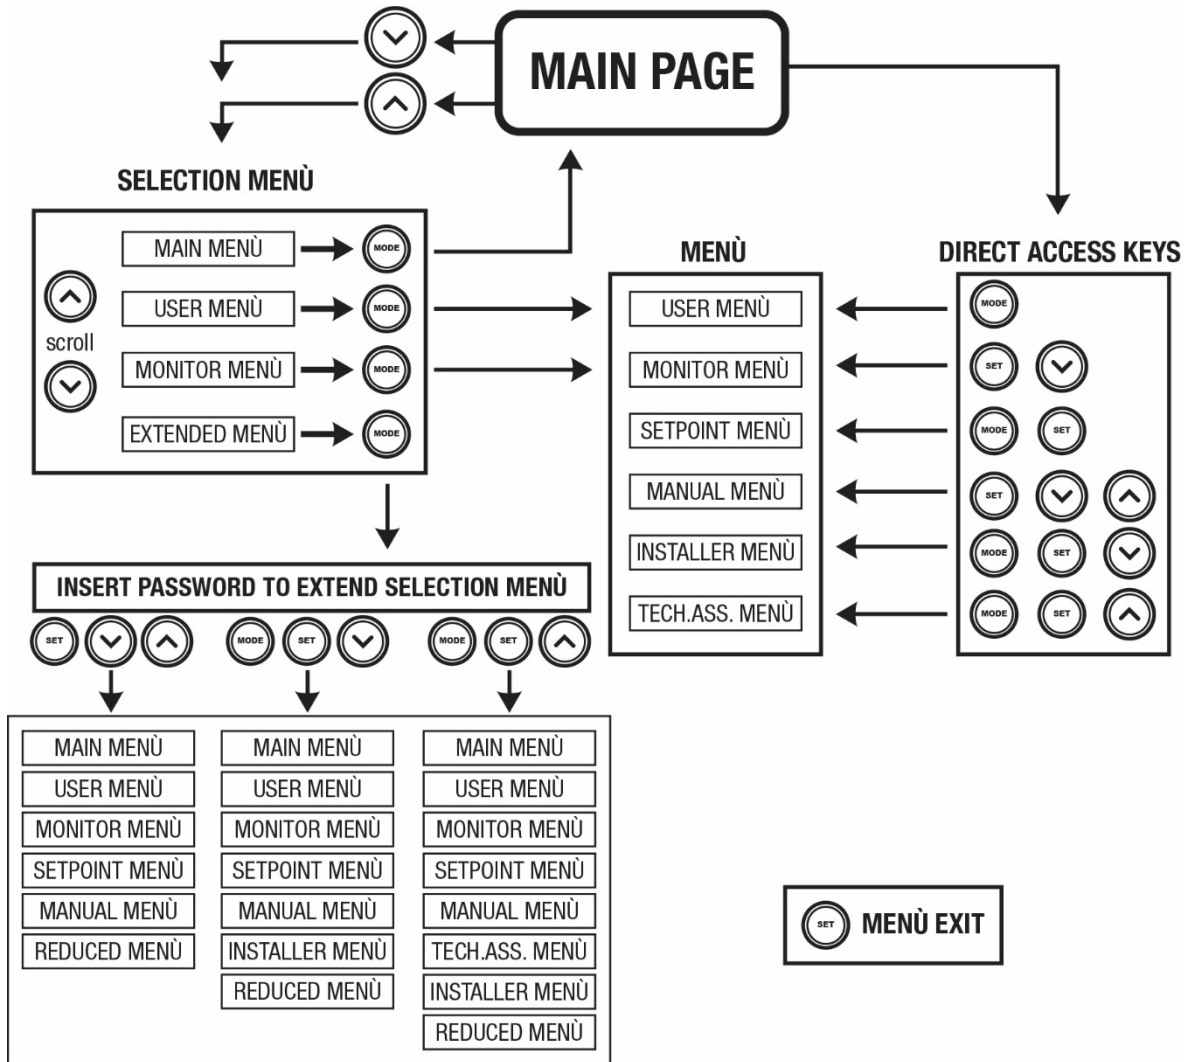 MAIN PAGE
SELECTION MENÙ
MAIN MENÙ
MODE
USER MENÙ
MODE
scroll
MONITOR MENÙ
MODE
EXTENDED MENÙ
MODE
MENÙ
USER MENÙ
MONITOR MENÙ
SETPOINT MENÙ
MANUAL MENÙ
INSTALLER MENÙ
TECH.ASS. MENÙ
DIRECT ACCESS KEYS
MODE
SET
MODE SET
SET
MODE SET
MODE SET
INSERT PASSWORD TO EXTEND SELECTION MENÙ
SET
MODE SET
MODE SET
MAIN MENÙ
USER MENÙ
MONITOR MENÙ
SETPOINT MENÙ
MANUAL MENÙ
REDUCED MENÙ
MAIN MENÙ
USER MENÙ
MONITOR MENÙ
SETPOINT MENÙ
MANUAL MENÙ
INSTALLER MENÙ
REDUCED MENÙ
MAIN MENÙ
USER MENÙ
MONITOR MENÙ
SETPOINT MENÙ
MANUAL MENÙ
TECH.ASS. MENÙ
INSTALLER MENÙ
REDUCED MENÙ
SET MENÙ EXIT